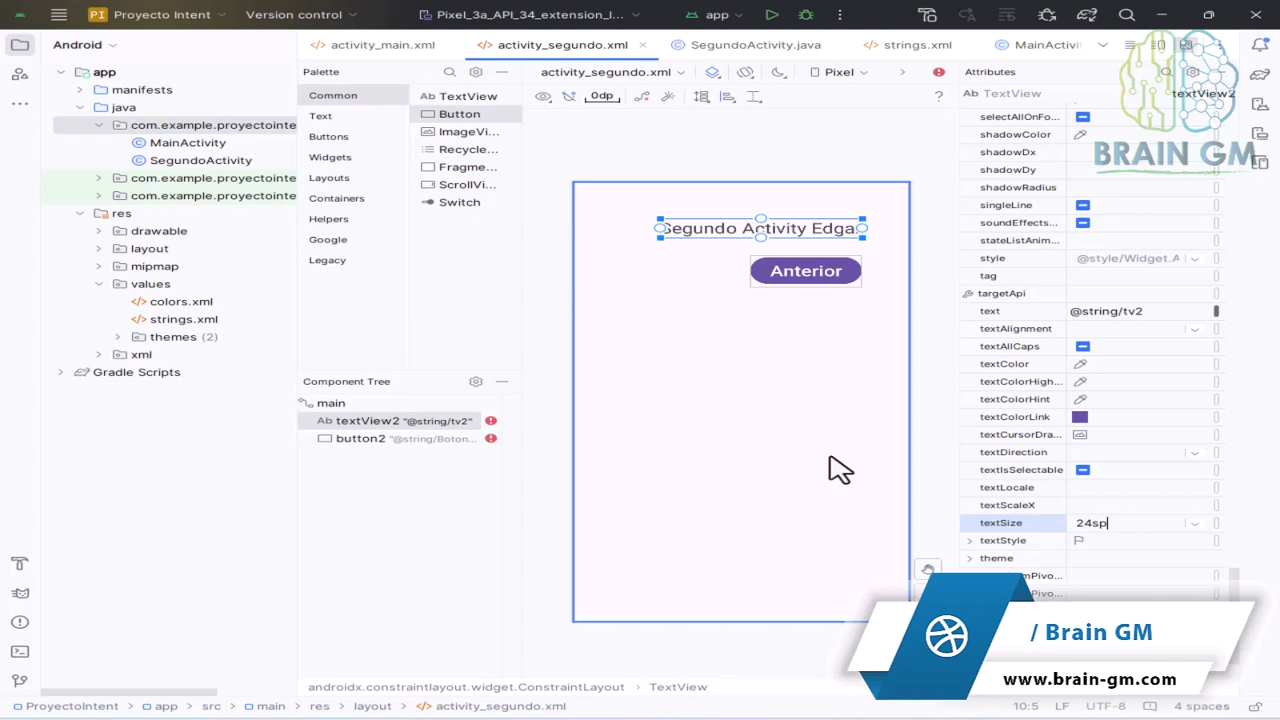 PI Proyecto Intent
Version control
Pixel_3a_API_34_extension_l...
app
Android
activity_main.xml
activity_segundo.xml
SegundoActivity.java
strings.xml
MainActivi
app
manifests
java
com.example.proyectointe
MainActivity
SegundoActivity
com.example.proyectointe
com.example.proyectointe
res
drawable
layout
mipmap
values
colors.xml
strings.xml
themes (2)
xml
Gradle Scripts
Palette
Common
Text
Buttons
Widgets
Layouts
Containers
Helpers
Google
Legacy
Ab TextView
Button
ImageVi...
Recycle...
Fragme...
ScrollVi...
Switch
Component Tree
main
Ab textView2 "@string/tv2"
button2 "@string/Boton...
activity_segundo.xml
Pixel
0dp
?
Segundo Activity Edga
Anterior
Attributes
Ab TextView textView2
selectAllOnFo...
shadowColor
shadowDx
shadowDy
shadowRadius
singleLine
soundEffects...
stateListAnim...
style @style/Widget.A
tag
targetApi
text @string/tv2
textAlignment
textAllCaps
textColor
textColorHigh...
textColorHint
textColorLink
textCursorDra...
textDirection
textIsSelectable
textLocale
textScaleX
textSize 24sp
textStyle
theme
BRAIN GM
/ Brain GM
www.brain-gm.com
androidx.constraintlayout.widget.ConstraintLayout TextView
ProyectoIntent app src main res layout activity_segundo.xml
10:5 LF UTF-8 4 spaces